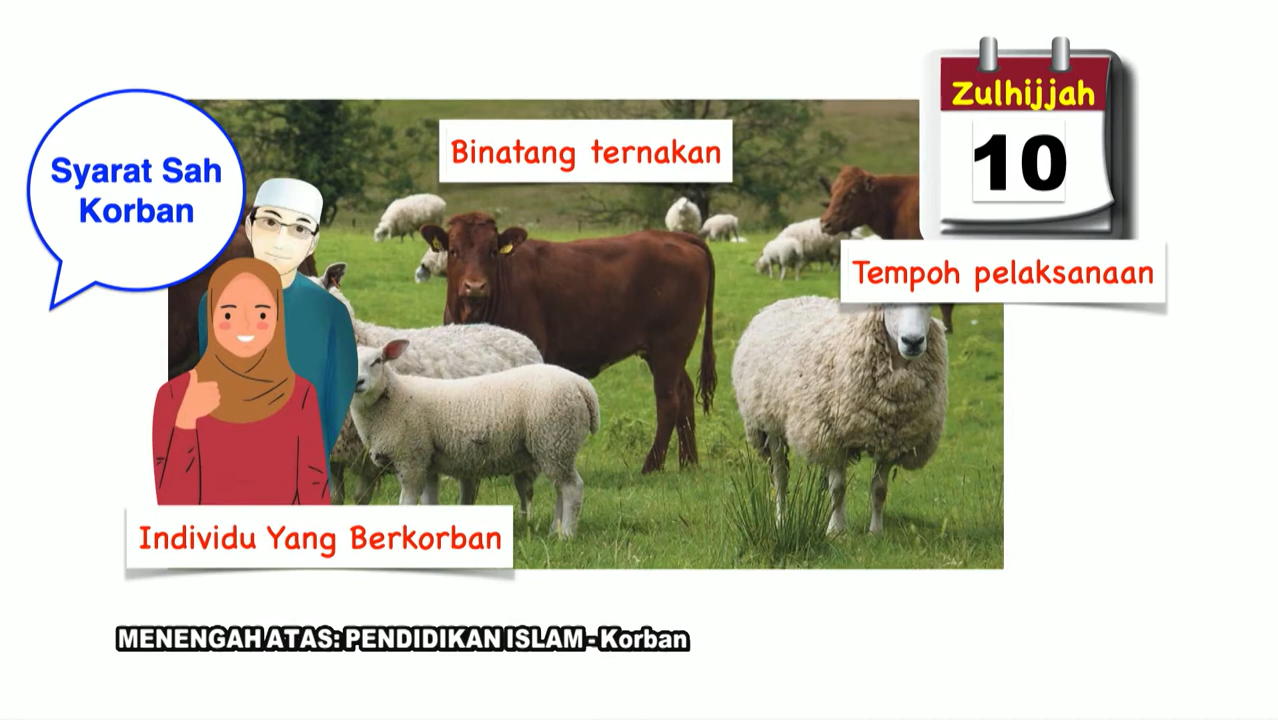 Syarat Sah
Korban
Binatang ternakan
Zulhijjah
10
Tempoh pelaksanaan
Individu Yang Berkorban
MENENGAH ATAS: PENDIDIKAN ISLAM - Korban